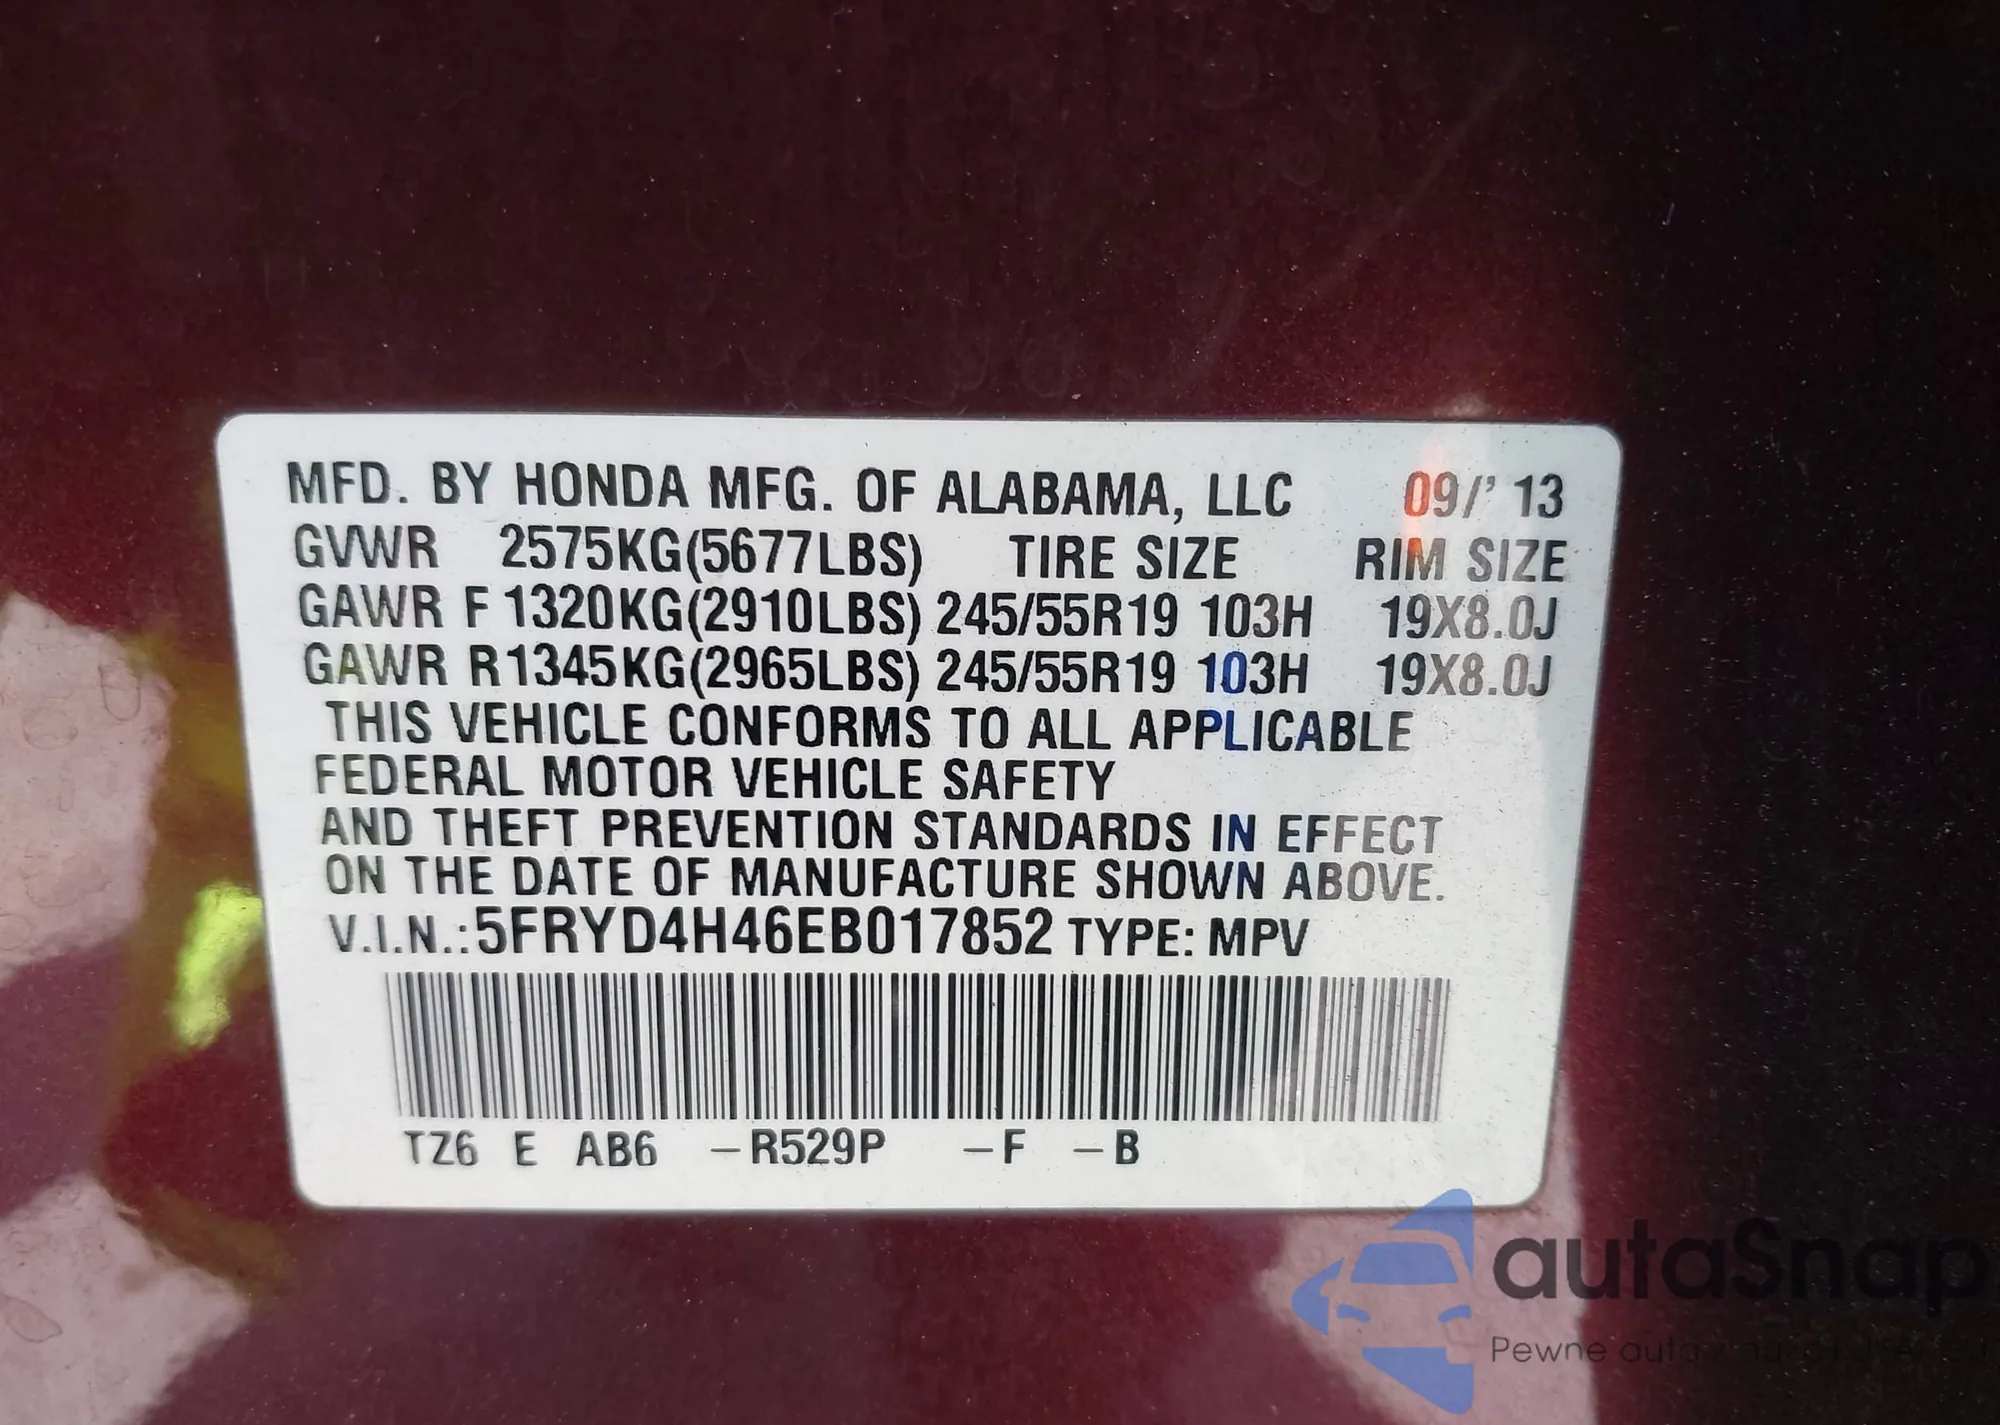 MFD. BY HONDA MFG. OF ALABAMA, LLC 09/' 13
GVWR 2575KG(5677LBS) TIRE SIZE RIM SIZE
GAWR F 1320KG(2910LBS) 245/55R19 103H 19X8.0J
GAWR R1345KG(2965LBS) 245/55R19 103H 19X8.0J
THIS VEHICLE CONFORMS TO ALL APPLICABLE
FEDERAL MOTOR VEHICLE SAFETY
AND THEFT PREVENTION STANDARDS IN EFFECT
ON THE DATE OF MANUFACTURE SHOWN ABOVE.
V.I.N.:5FRYD4H46EB017852 TYPE: MPV
TZ6 E AB6 -R529P -F -B
autaSnap
Pewne auta